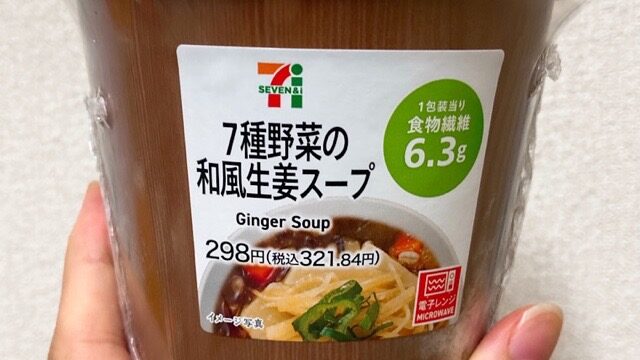 SEVEN&i
7種野菜の
和風生姜スープ
Ginger Soup
298円(税込321.84円)
1包装当り
食物繊維
6.3g
電子レンジ
MICROWAVE
イメージ写真